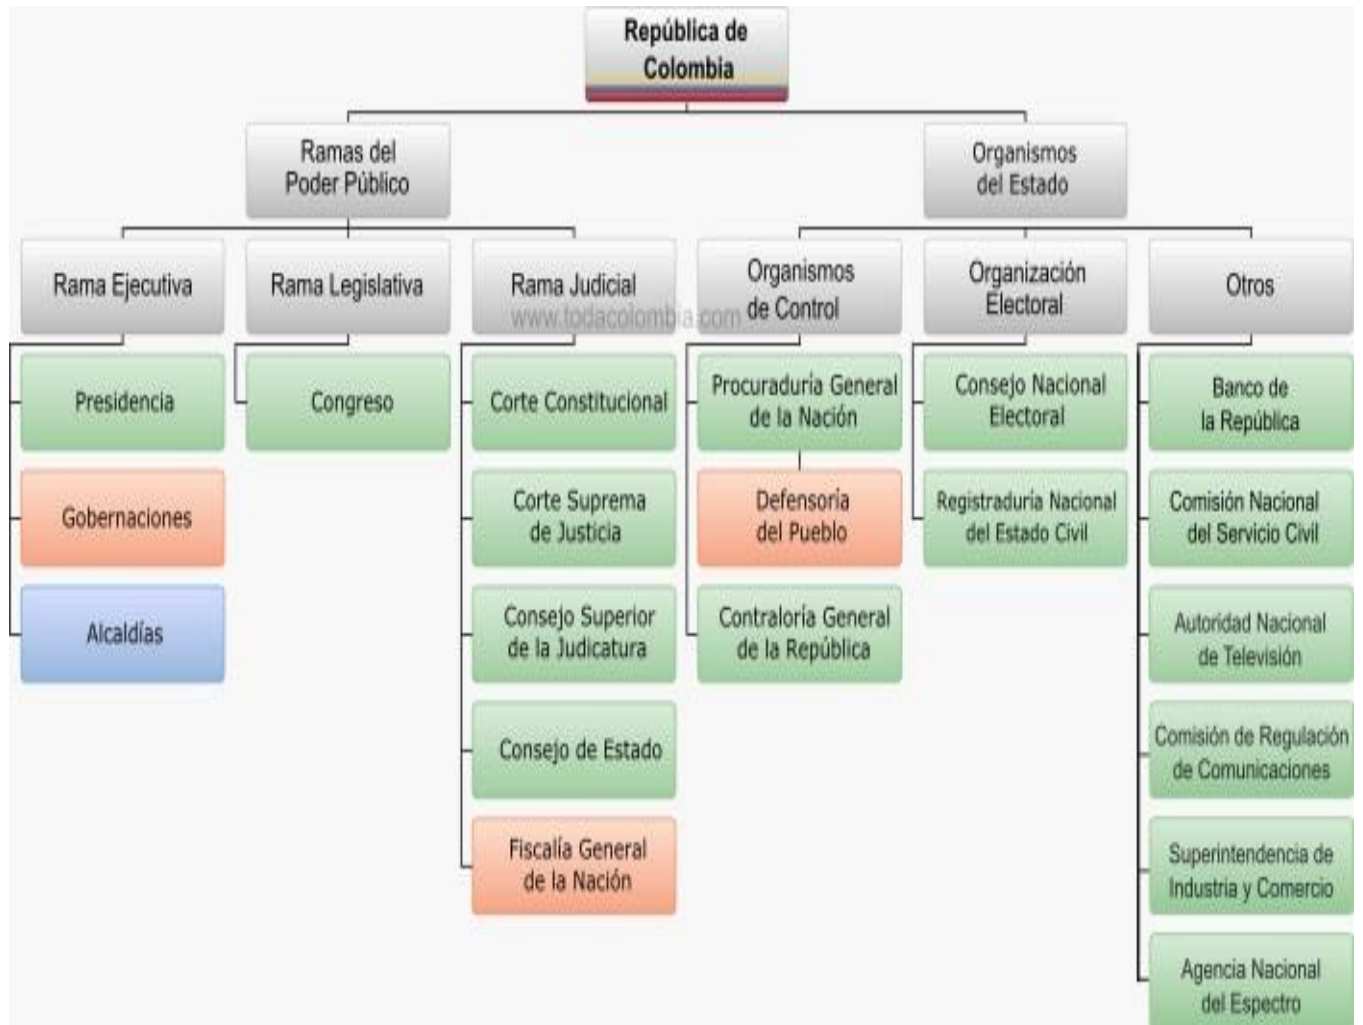 República de
Colombia
Ramas del
Poder Público
Organismos
del Estado
Rama Ejecutiva
Rama Legislativa
Rama Judicial
Organismos
de Control
Organización
Electoral
Otros
www.todacolombia.com
Presidencia
Gobernaciones
Alcaldías
Congreso
Corte Constitucional
Corte Suprema
de Justicia
Consejo Superior
de la Judicatura
Consejo de Estado
Fiscalía General
de la Nación
Procuraduría General
de la Nación
Defensoría
del Pueblo
Contraloría General
de la República
Consejo Nacional
Electoral
Registraduría Nacional
del Estado Civil
Banco de
la República
Comisión Nacional
del Servicio Civil
Autoridad Nacional
de Televisión
Comisión de Regulación
de Comunicaciones
Superintendencia de
Industria y Comercio
Agencia Nacional
del Espectro